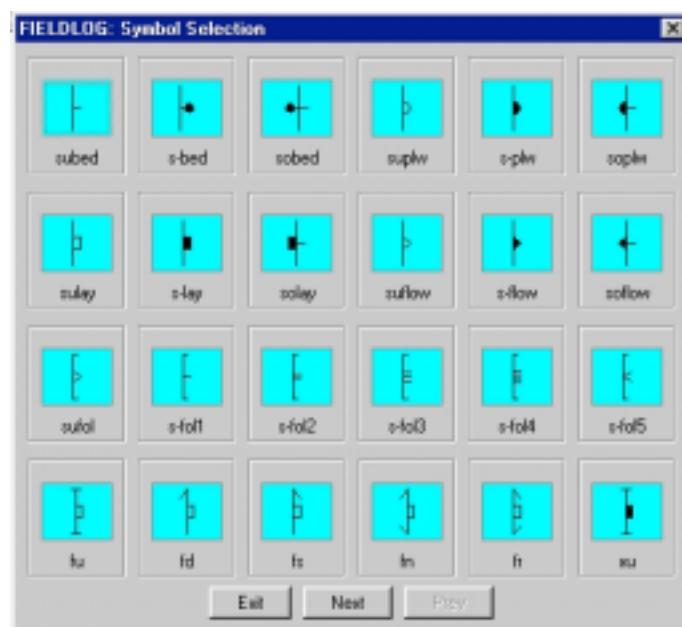 FIELDLOG: Symbol Selection
subed s-bed sobed suplw s-plw soplw
sulay s-lay solay suflow s-flow soflow
sufol s-fol1 s-fol2 s-fol3 s-fol4 s-fol5
fu fd fs fn fr xu
Exit Next Prev